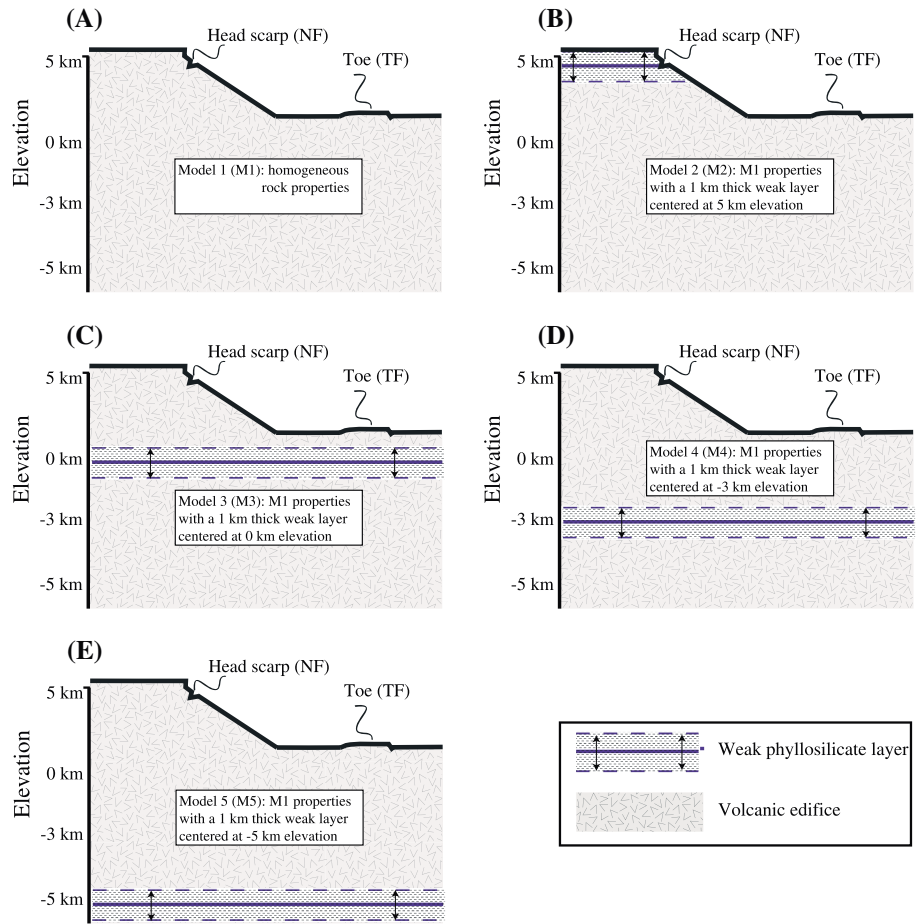 (A)
Head scarp (NF)
Toe (TF)
5 km
0 km
-3 km
-5 km
Elevation
Model 1 (M1): homogeneous
rock properties
(B)
Head scarp (NF)
Toe (TF)
5 km
0 km
-3 km
-5 km
Elevation
Model 2 (M2): M1 properties
with a 1 km thick weak layer
centered at 5 km elevation
(C)
Head scarp (NF)
Toe (TF)
5 km
0 km
-3 km
-5 km
Elevation
Model 3 (M3): M1 properties
with a 1 km thick weak layer
centered at 0 km elevation
(D)
Head scarp (NF)
Toe (TF)
5 km
0 km
-3 km
-5 km
Elevation
Model 4 (M4): M1 properties
with a 1 km thick weak layer
centered at -3 km elevation
(E)
Head scarp (NF)
Toe (TF)
5 km
0 km
-3 km
-5 km
Elevation
Model 5 (M5): M1 properties
with a 1 km thick weak layer
centered at -5 km elevation
Weak phyllosilicate layer
Volcanic edifice